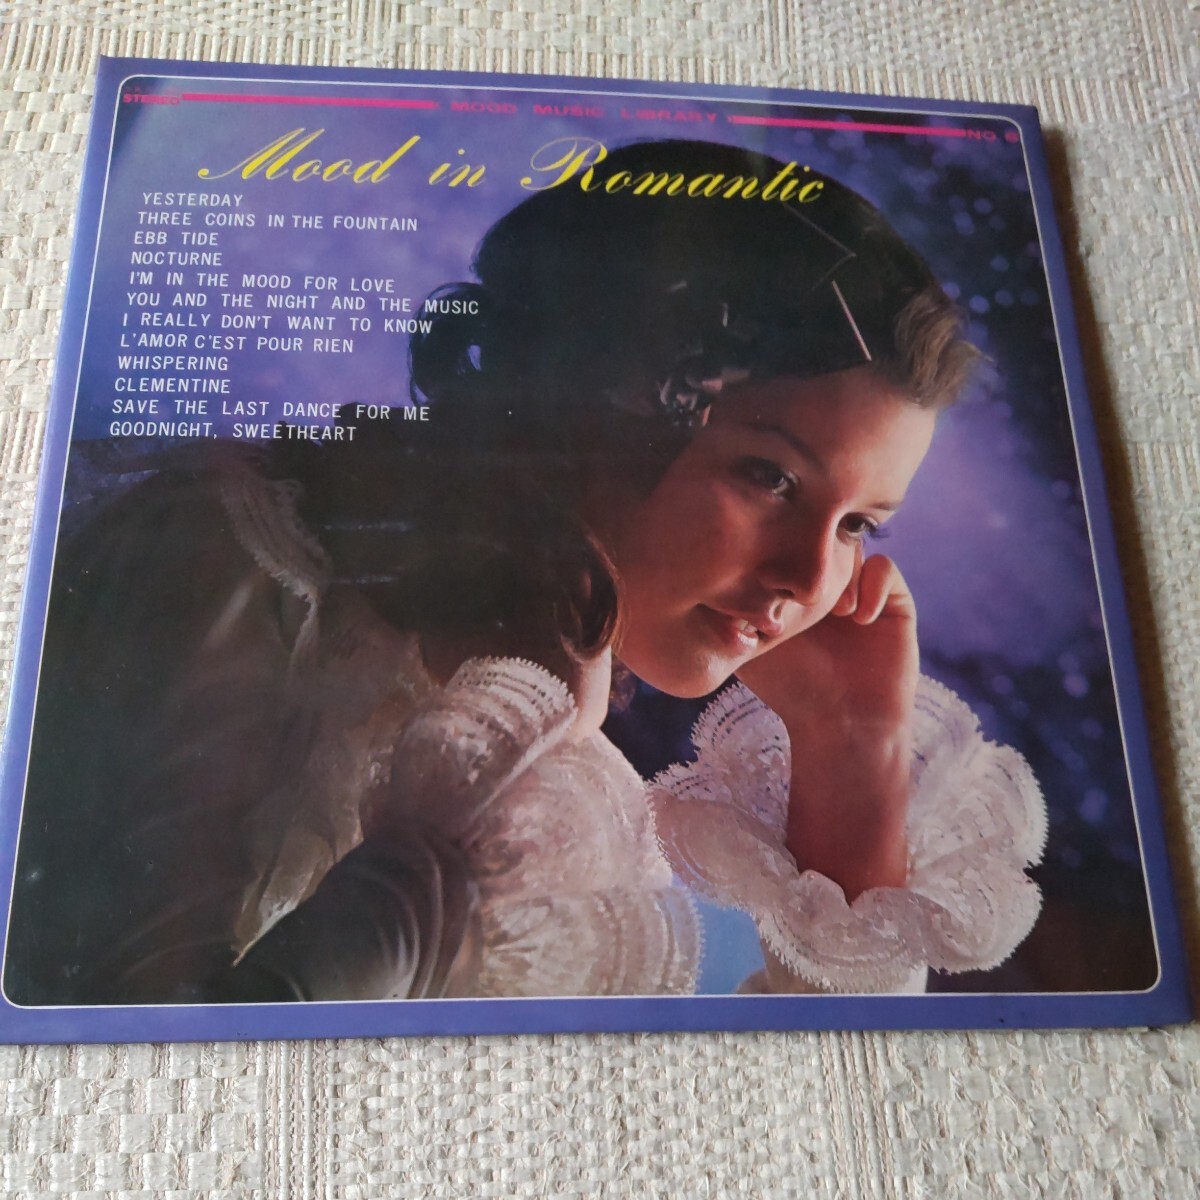 STEREO MOOD MUSIC LIBRARY NO 6
Mood in Romantic
YESTERDAY
THREE COINS IN THE FOUNTAIN
EBB TIDE
NOCTURNE
I'M IN THE MOOD FOR LOVE
YOU AND THE NIGHT AND THE MUSIC
I REALLY DON'T WANT TO KNOW
L'AMOR C'EST POUR RIEN
WHISPERING
CLEMENTINE
SAVE THE LAST DANCE FOR ME
GOODNIGHT, SWEETHEART